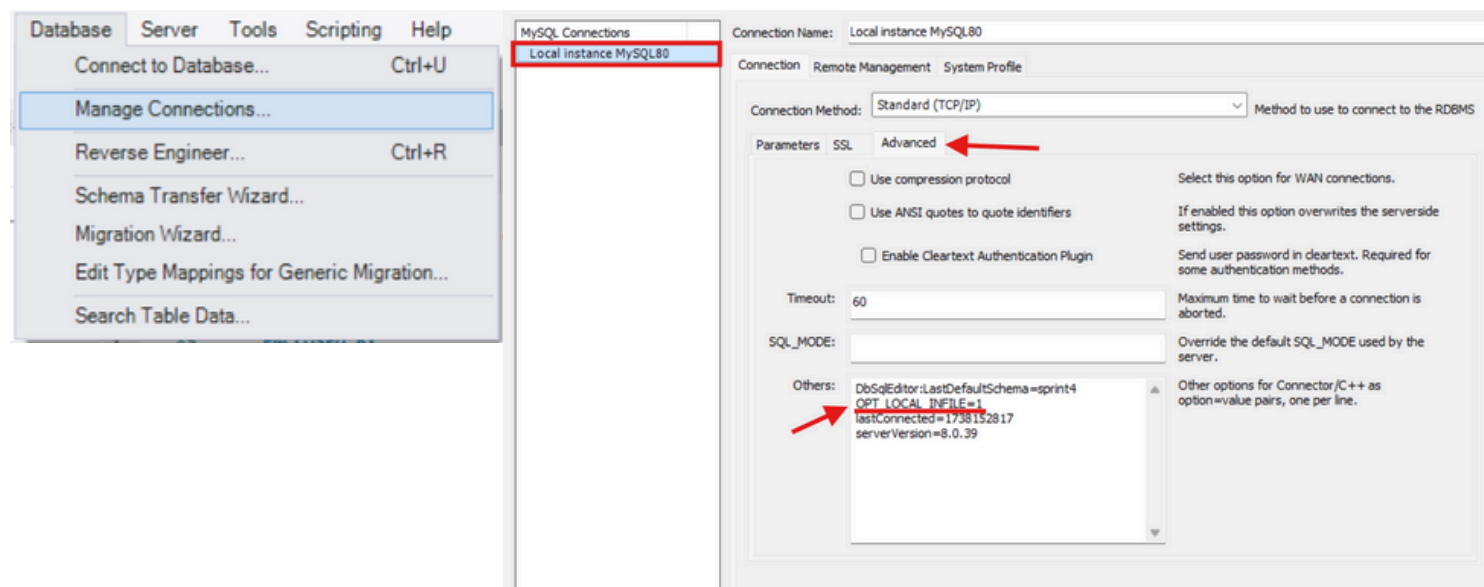 Database Server Tools Scripting Help
Connect to Database... Ctrl+U
Manage Connections...
Reverse Engineer... Ctrl+R
Schema Transfer Wizard...
Migration Wizard...
Edit Type Mappings for Generic Migration...
Search Table Data...
MySQL Connections
Local instance MySQL80
Connection Name: Local instance MySQL80
Connection Remote Management System Profile
Connection Method: Standard (TCP/IP) Method to use to connect to the RDBMS
Parameters SSL Advanced
Use compression protocol Select this option for WAN connections.
Use ANSI quotes to quote identifiers If enabled this option overwrites the serverside
settings.
Enable Cleartext Authentication Plugin Send user password in cleartext. Required for
some authentication methods.
Timeout: 60 Maximum time to wait before a connection is
aborted.
SQL_MODE: Override the default SQL_MODE used by the
server.
Others: DbSqlEditor:LastDefaultSchema=sprint4 Other options for Connector/C++ as
OPT_LOCAL_INFILE=1 option=value pairs, one per line.
lastConnected=1738152817
serverVersion=8.0.39